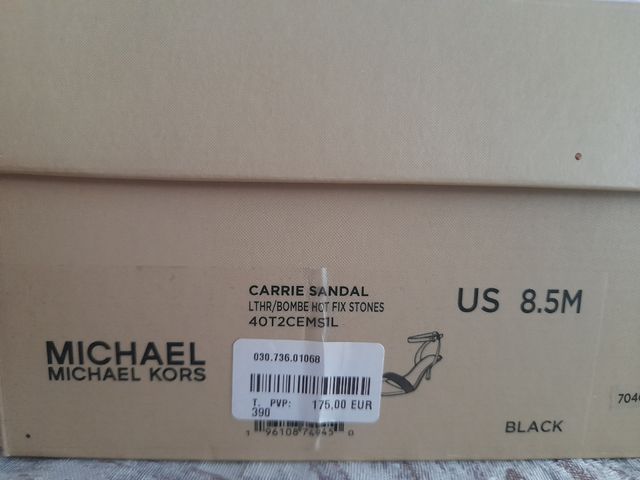 CARRIE SANDAL
LTHR/BOMBE HOT FIX STONES
40T2CEMS1L
US 8.5M
MICHAEL
MICHAEL KORS
030.736.01068
T. PVP: 175,00 EUR
390
BLACK